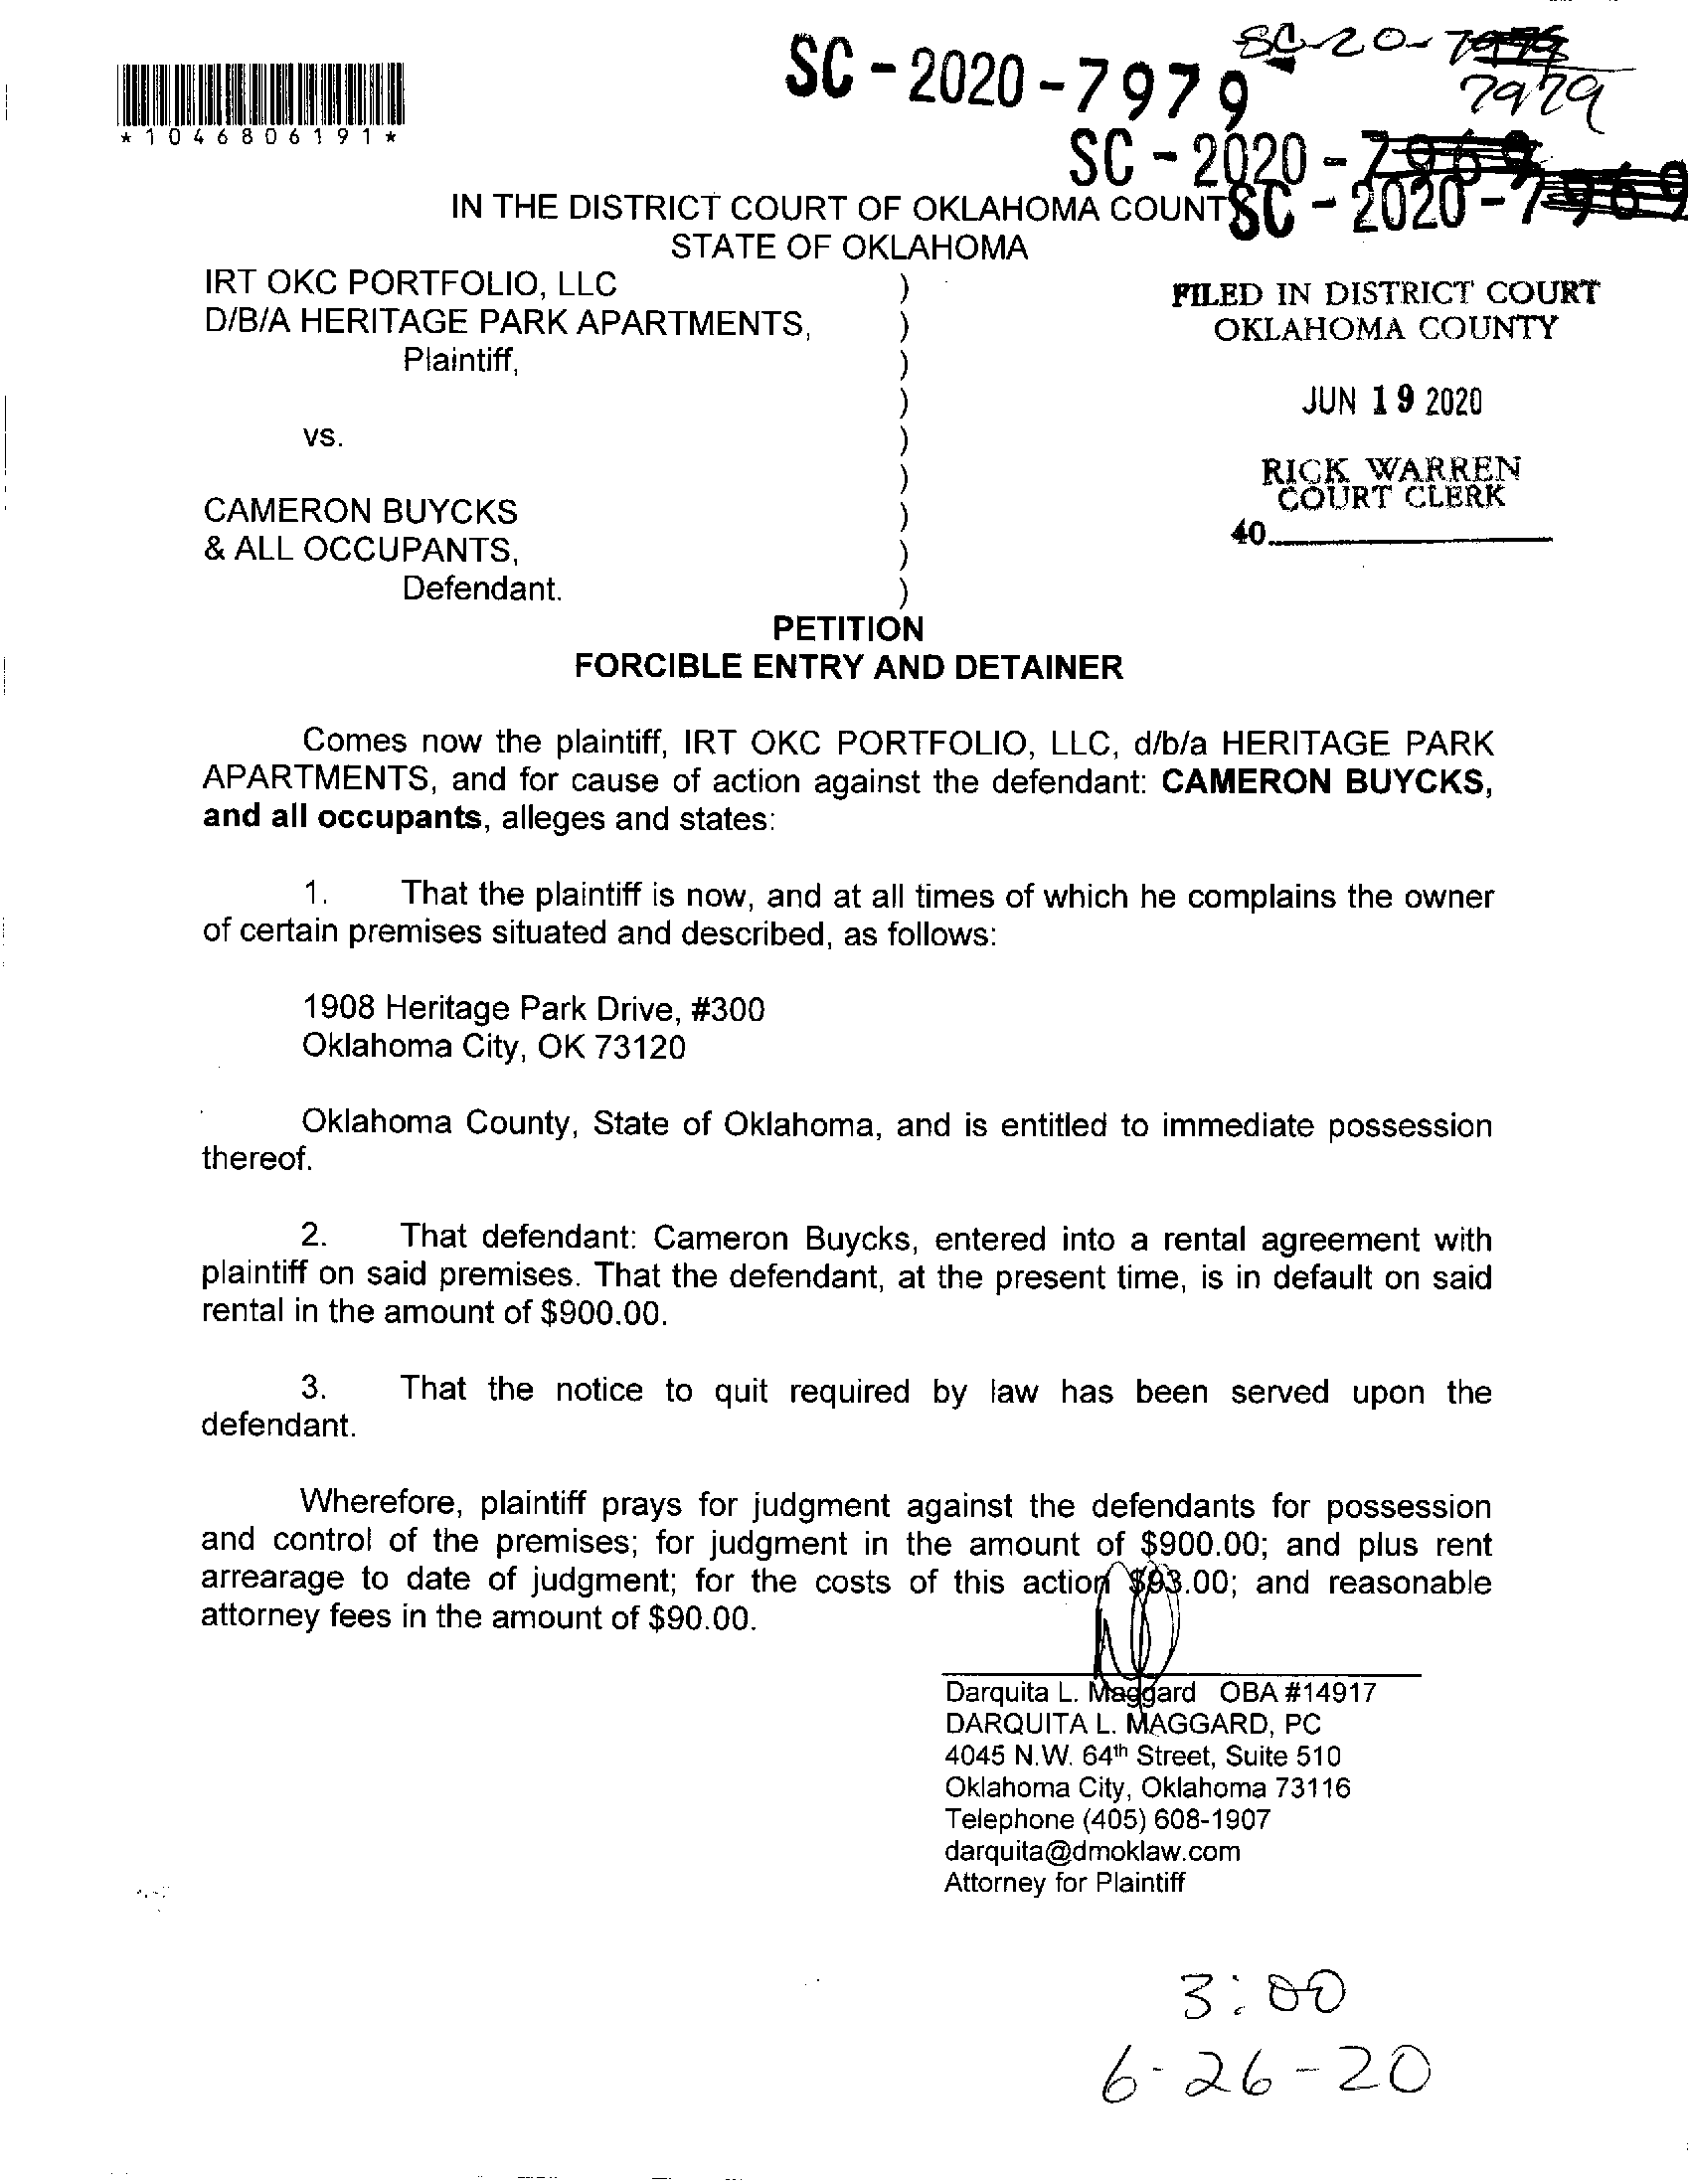 SC-20-7979
SC-2020-7979
7979
*1046806191*
SC-2020-7969
SC-2020-7969
IN THE DISTRICT COURT OF OKLAHOMA COUNT
STATE OF OKLAHOMA
IRT OKC PORTFOLIO, LLC )
D/B/A HERITAGE PARK APARTMENTS, )
Plaintiff, )
)
vs. )
)
CAMERON BUYCKS )
& ALL OCCUPANTS, )
Defendant. )
FILED IN DISTRICT COURT
OKLAHOMA COUNTY
JUN 19 2020
RICK WARREN
COURT CLERK
40
PETITION
FORCIBLE ENTRY AND DETAINER
Comes now the plaintiff, IRT OKC PORTFOLIO, LLC, d/b/a HERITAGE PARK
APARTMENTS, and for cause of action against the defendant: CAMERON BUYCKS,
and all occupants, alleges and states:
1. That the plaintiff is now, and at all times of which he complains the owner
of certain premises situated and described, as follows:
1908 Heritage Park Drive, #300
Oklahoma City, OK 73120
Oklahoma County, State of Oklahoma, and is entitled to immediate possession
thereof.
2. That defendant: Cameron Buycks, entered into a rental agreement with
plaintiff on said premises. That the defendant, at the present time, is in default on said
rental in the amount of $900.00.
3. That the notice to quit required by law has been served upon the
defendant.
Wherefore, plaintiff prays for judgment against the defendants for possession
and control of the premises; for judgment in the amount of $900.00; and plus rent
arrearage to date of judgment; for the costs of this action $93.00; and reasonable
attorney fees in the amount of $90.00.
Darquita L. Maggard OBA #14917
DARQUITA L. MAGGARD, PC
4045 N.W. 64th Street, Suite 510
Oklahoma City, Oklahoma 73116
Telephone (405) 608-1907
darquita@dmoklaw.com
Attorney for Plaintiff
3:00
6-26-20